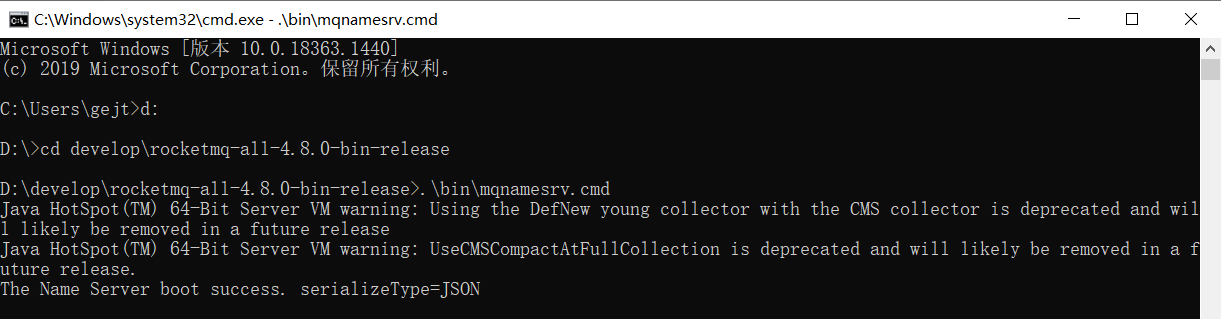 C:\Windows\system32\cmd.exe - .\bin\mqnamesrv.cmd
Microsoft Windows [版本 10.0.18363.1440]
(c) 2019 Microsoft Corporation。保留所有权利。
C:\Users\gejt>d:
D:\>cd develop\rocketmq-all-4.8.0-bin-release
D:\develop\rocketmq-all-4.8.0-bin-release>.\bin\mqnamesrv.cmd
Java HotSpot(TM) 64-Bit Server VM warning: Using the DefNew young collector with the CMS collector is deprecated and wil
l likely be removed in a future release
Java HotSpot(TM) 64-Bit Server VM warning: UseCMSCompactAtFullCollection is deprecated and will likely be removed in a f
uture release.
The Name Server boot success. serializeType=JSON